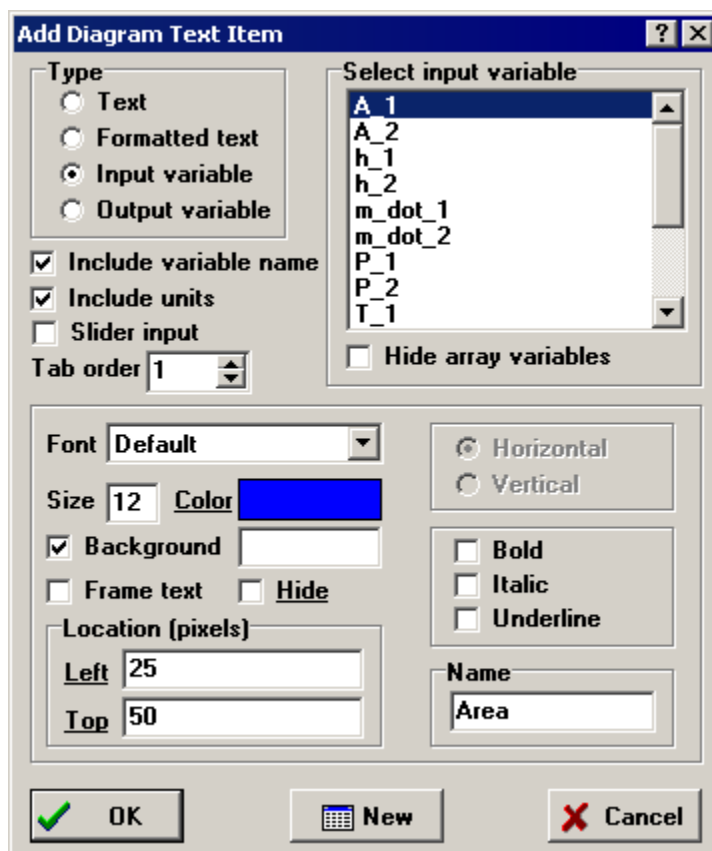 Add Diagram Text Item
Type
Text
Formatted text
Input variable
Output variable
Include variable name
Include units
Slider input
Tab order 1
Select input variable
A_1
A_2
h_1
h_2
m_dot_1
m_dot_2
P_1
P_2
T_1
Hide array variables
Font Default
Size 12 Color
Background
Frame text Hide
Location (pixels)
Left 25
Top 50
Horizontal
Vertical
Bold
Italic
Underline
Name
Area
OK New Cancel